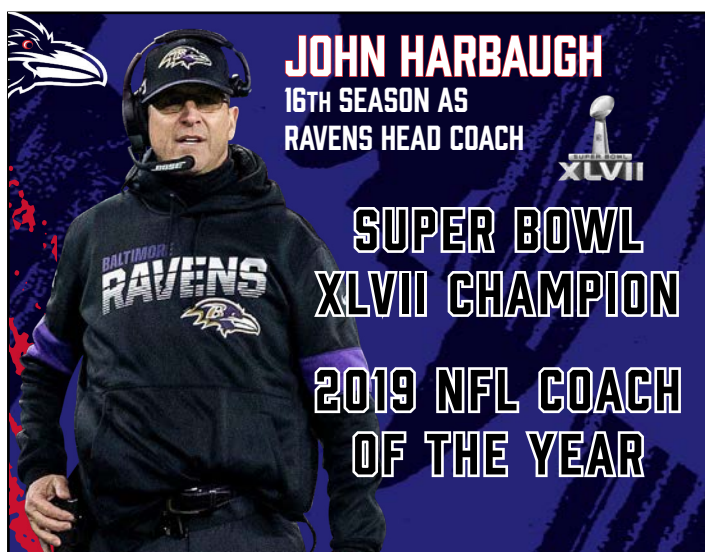 JOHN HARBAUGH
16TH SEASON AS
RAVENS HEAD COACH
SUPER BOWL
XLVII
BOSE
BALTIMORE
RAVENS
SUPER BOWL
XLVII CHAMPION
2019 NFL COACH
OF THE YEAR